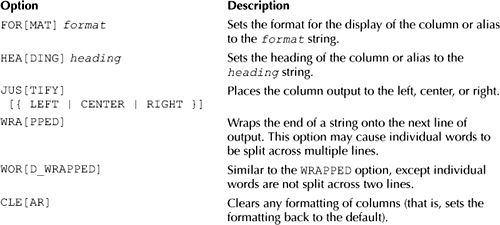 Option Description
FOR[MAT] format Sets the format for the display of the column or alias
to the format string.
HEA[DING] heading Sets the heading of the column or alias to the
heading string.
JUS[TIFY] Places the column output to the left, center, or right.
[{ LEFT | CENTER | RIGHT }]
WRA[PPED] Wraps the end of a string onto the next line of
output. This option may cause individual words to
be split across multiple lines.
WOR[D_WRAPPED] Similar to the WRAPPED option, except individual
words are not split across two lines.
CLE[AR] Clears any formatting of columns (that is, sets the
formatting back to the default).